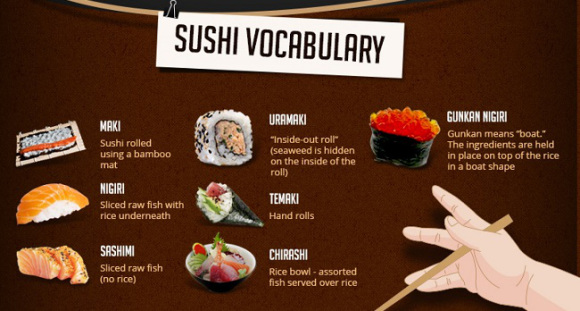 SUSHI VOCABULARY
MAKI
Sushi rolled
using a bamboo
mat
NIGIRI
Sliced raw fish with
rice underneath
SASHIMI
Sliced raw fish
(no rice)
URAMAKI
“Inside-out roll”
(seaweed is hidden
on the inside of the
roll)
TEMAKI
Hand rolls
CHIRASHI
Rice bowl - assorted
fish served over rice
GUNKAN NIGIRI
Gunkan means “boat.”
The ingredients are held
in place on top of the rice
in a boat shape